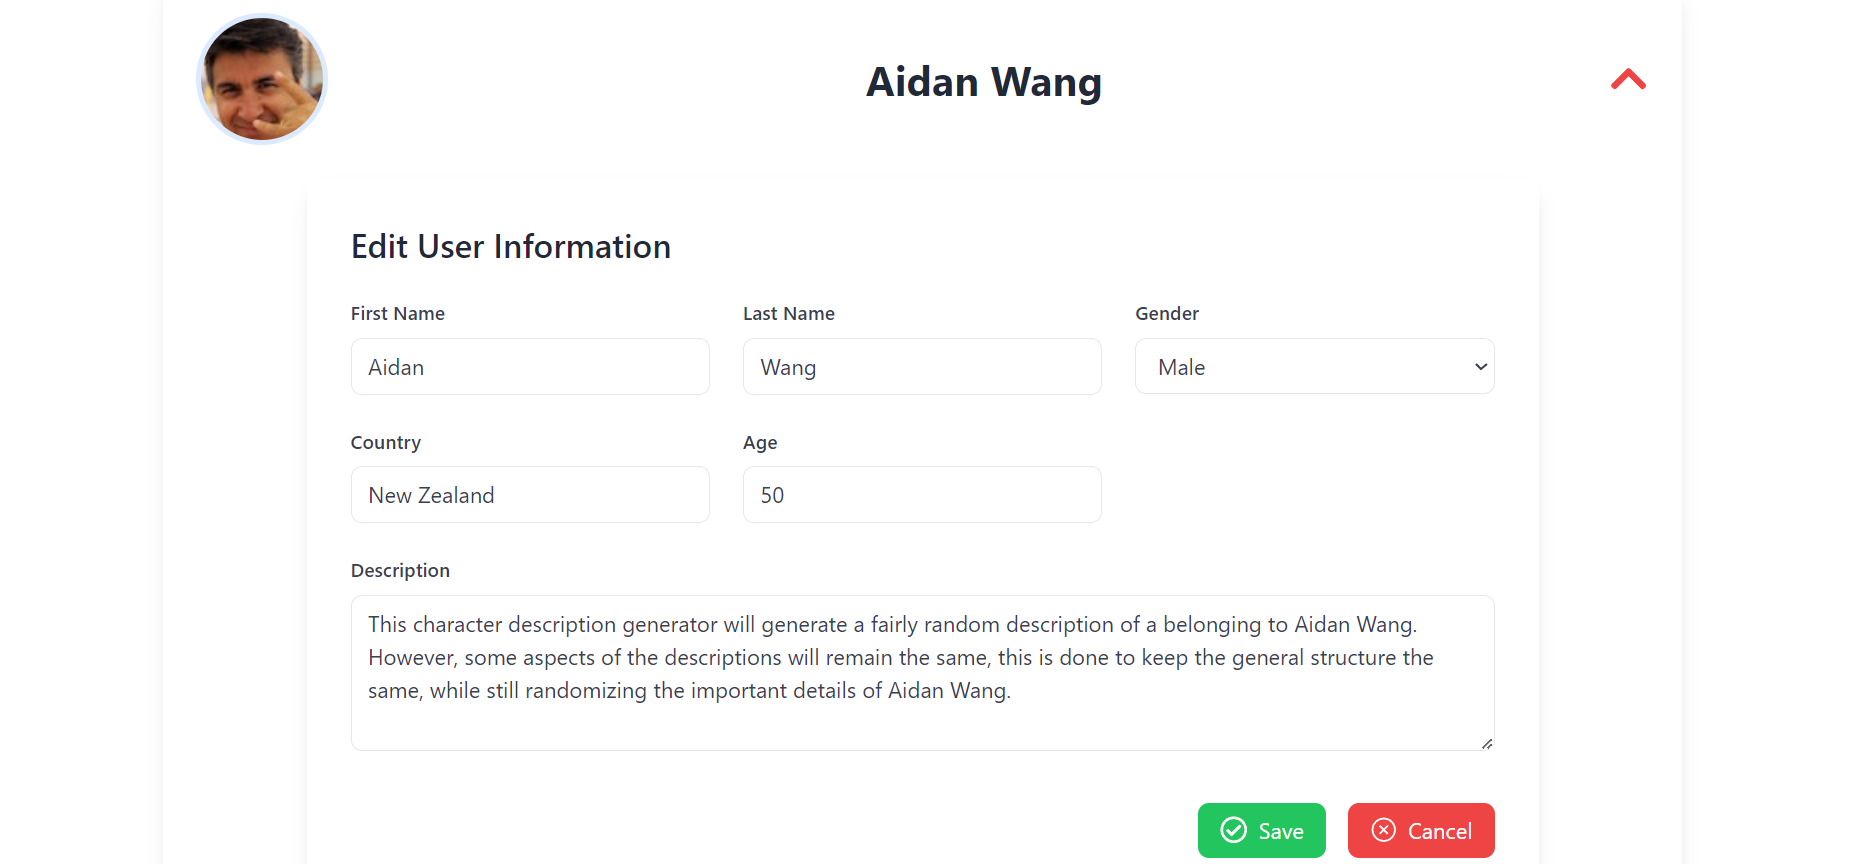 Aidan Wang
Edit User Information
First Name
Last Name
Gender
Aidan
Wang
Male
Country
Age
New Zealand
50
Description
This character description generator will generate a fairly random description of a belonging to Aidan Wang.
However, some aspects of the descriptions will remain the same, this is done to keep the general structure the
same, while still randomizing the important details of Aidan Wang.
Save
Cancel